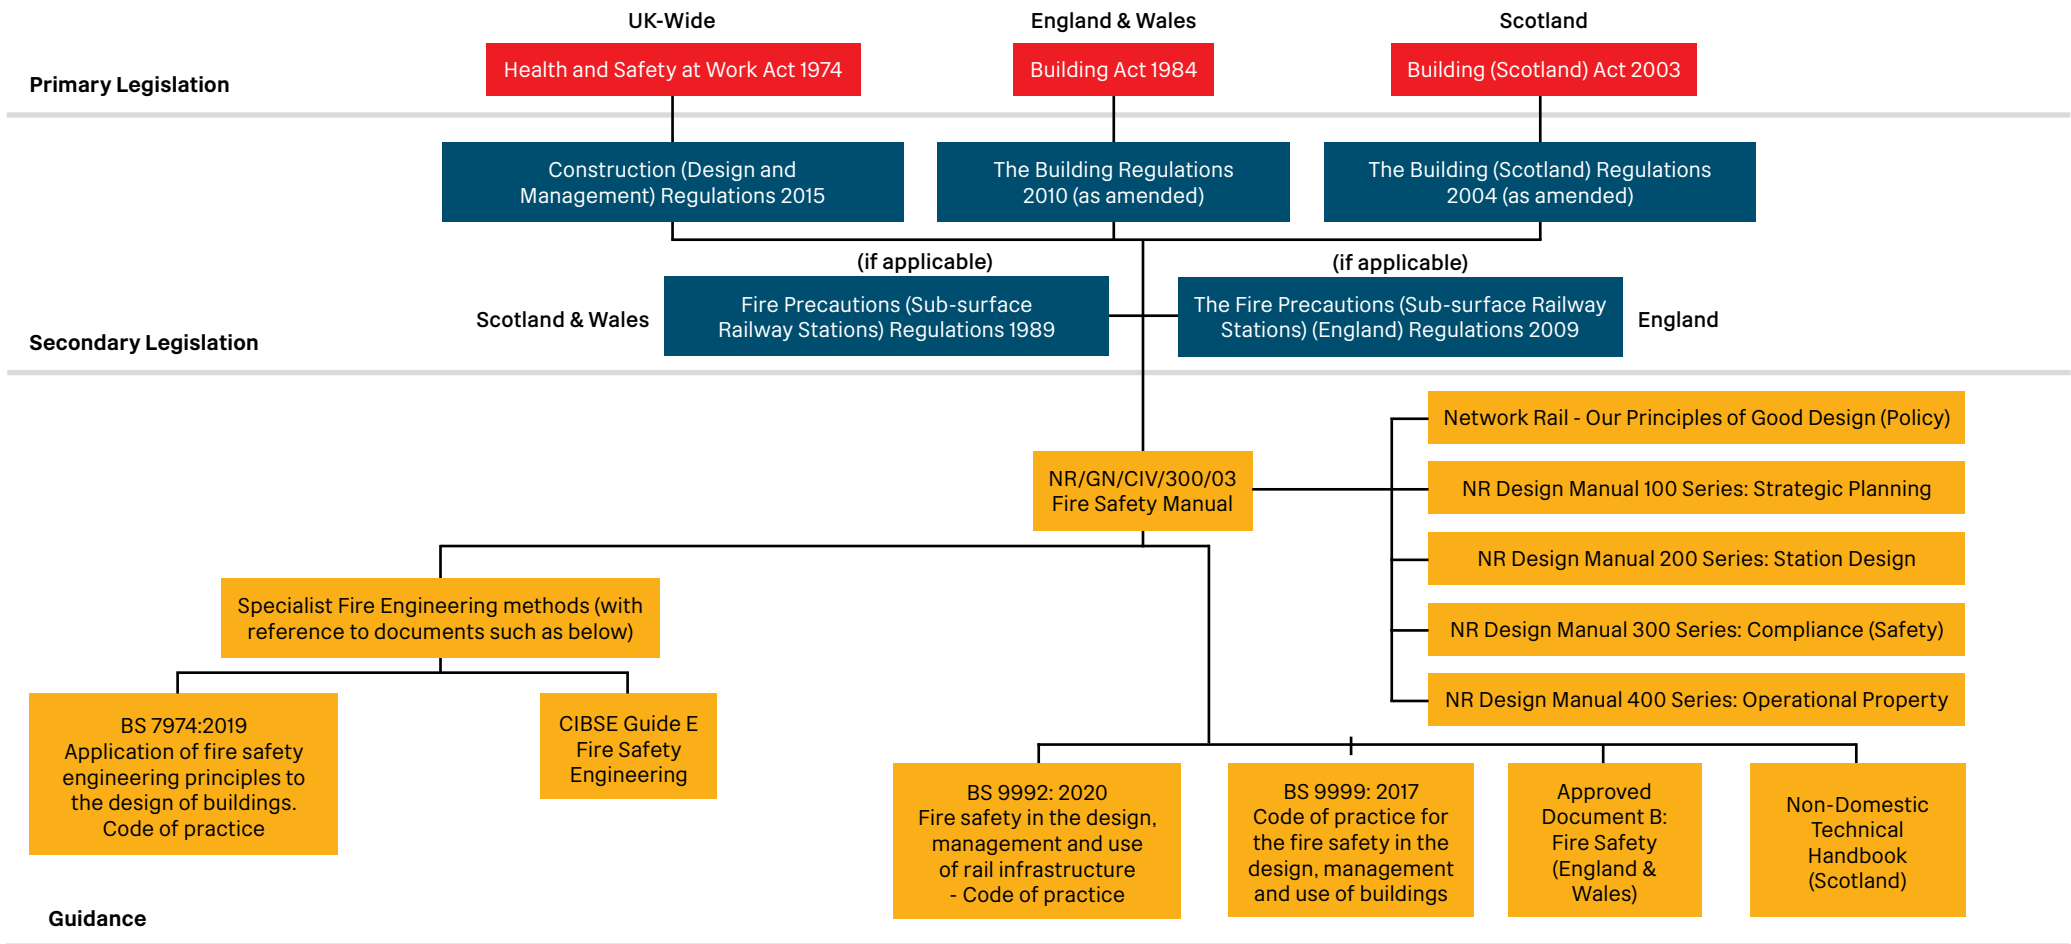 UK-Wide
England & Wales
Scotland
Primary Legislation
Health and Safety at Work Act 1974
Building Act 1984
Building (Scotland) Act 2003
Construction (Design and
Management) Regulations 2015
The Building Regulations
2010 (as amended)
The Building (Scotland) Regulations
2004 (as amended)
(if applicable)
(if applicable)
Scotland & Wales
Fire Precautions (Sub-surface
Railway Stations) Regulations 1989
The Fire Precautions (Sub-surface Railway
Stations) (England) Regulations 2009
England
Secondary Legislation
Network Rail - Our Principles of Good Design (Policy)
NR/GN/CIV/300/03
Fire Safety Manual
NR Design Manual 100 Series: Strategic Planning
NR Design Manual 200 Series: Station Design
NR Design Manual 300 Series: Compliance (Safety)
NR Design Manual 400 Series: Operational Property
Specialist Fire Engineering methods (with
reference to documents such as below)
BS 7974:2019
Application of fire safety
engineering principles to
the design of buildings.
Code of practice
CIBSE Guide E
Fire Safety
Engineering
BS 9992: 2020
Fire safety in the design,
management and use
of rail infrastructure
- Code of practice
BS 9999: 2017
Code of practice for
the fire safety in the
design, management
and use of buildings
Approved
Document B:
Fire Safety
(England &
Wales)
Non-Domestic
Technical
Handbook
(Scotland)
Guidance